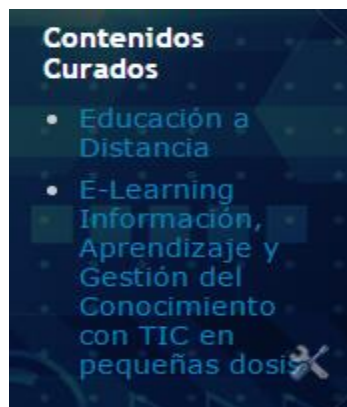 Contenidos
Curados
Educación a
Distancia
E-Learning
Información,
Aprendizaje y
Gestión del
Conocimiento
con TIC en
pequeñas dosis